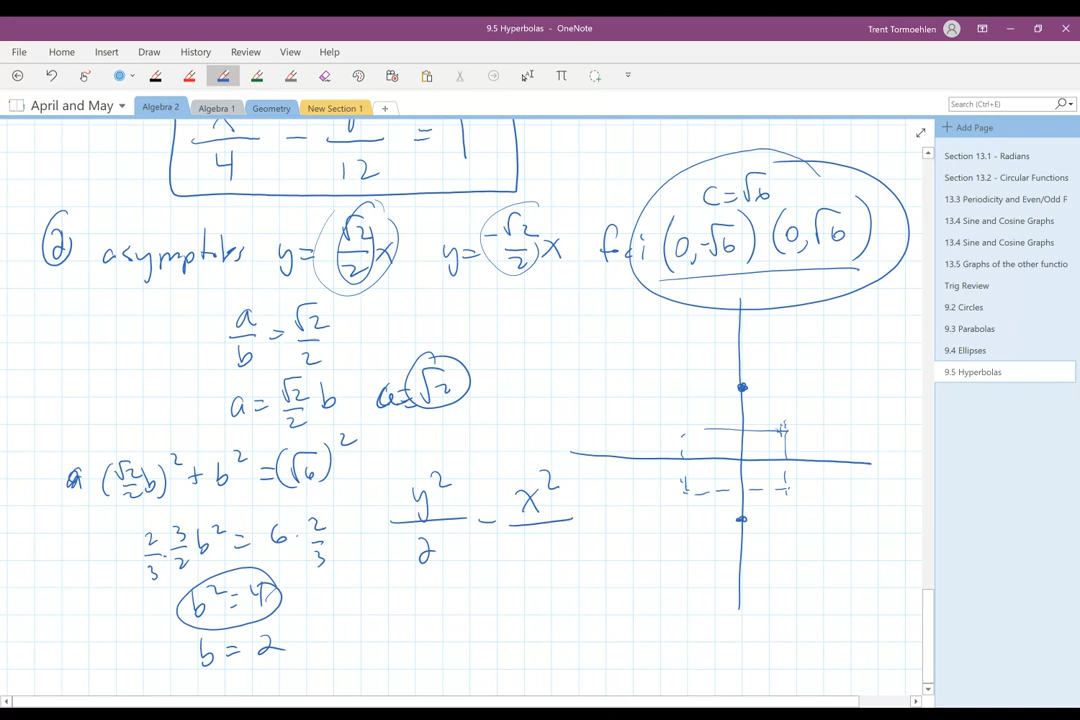 9.5 Hyperbolas - OneNote
Trent Tormoehlen
File Home Insert Draw History Review View Help
April and May
Algebra 2 Algebra 1 Geometry New Section 1 +
Search (Ctrl+E)
Add Page
Section 13.1 - Radians
Section 13.2 - Circular Functions
13.3 Periodicity and Even/Odd F
13.4 Sine and Cosine Graphs
13.4 Sine and Cosine Graphs
13.5 Graphs of the other functio
Trig Review
9.2 Circles
9.3 Parabolas
9.4 Ellipses
9.5 Hyperbolas
/4 - /12 = 1
c = √6
② asymptotes y = √2/2 x y = -√2/2 x foci (0, -√6) (0, √6)
a/b = √2/2
a = √2/2 b a = √2
(√2/2 b)² + b² = (√6)²
2/3 · 3/2 b² = 6 · 2/3
y²/2 - x²
b² = 4
b = 2